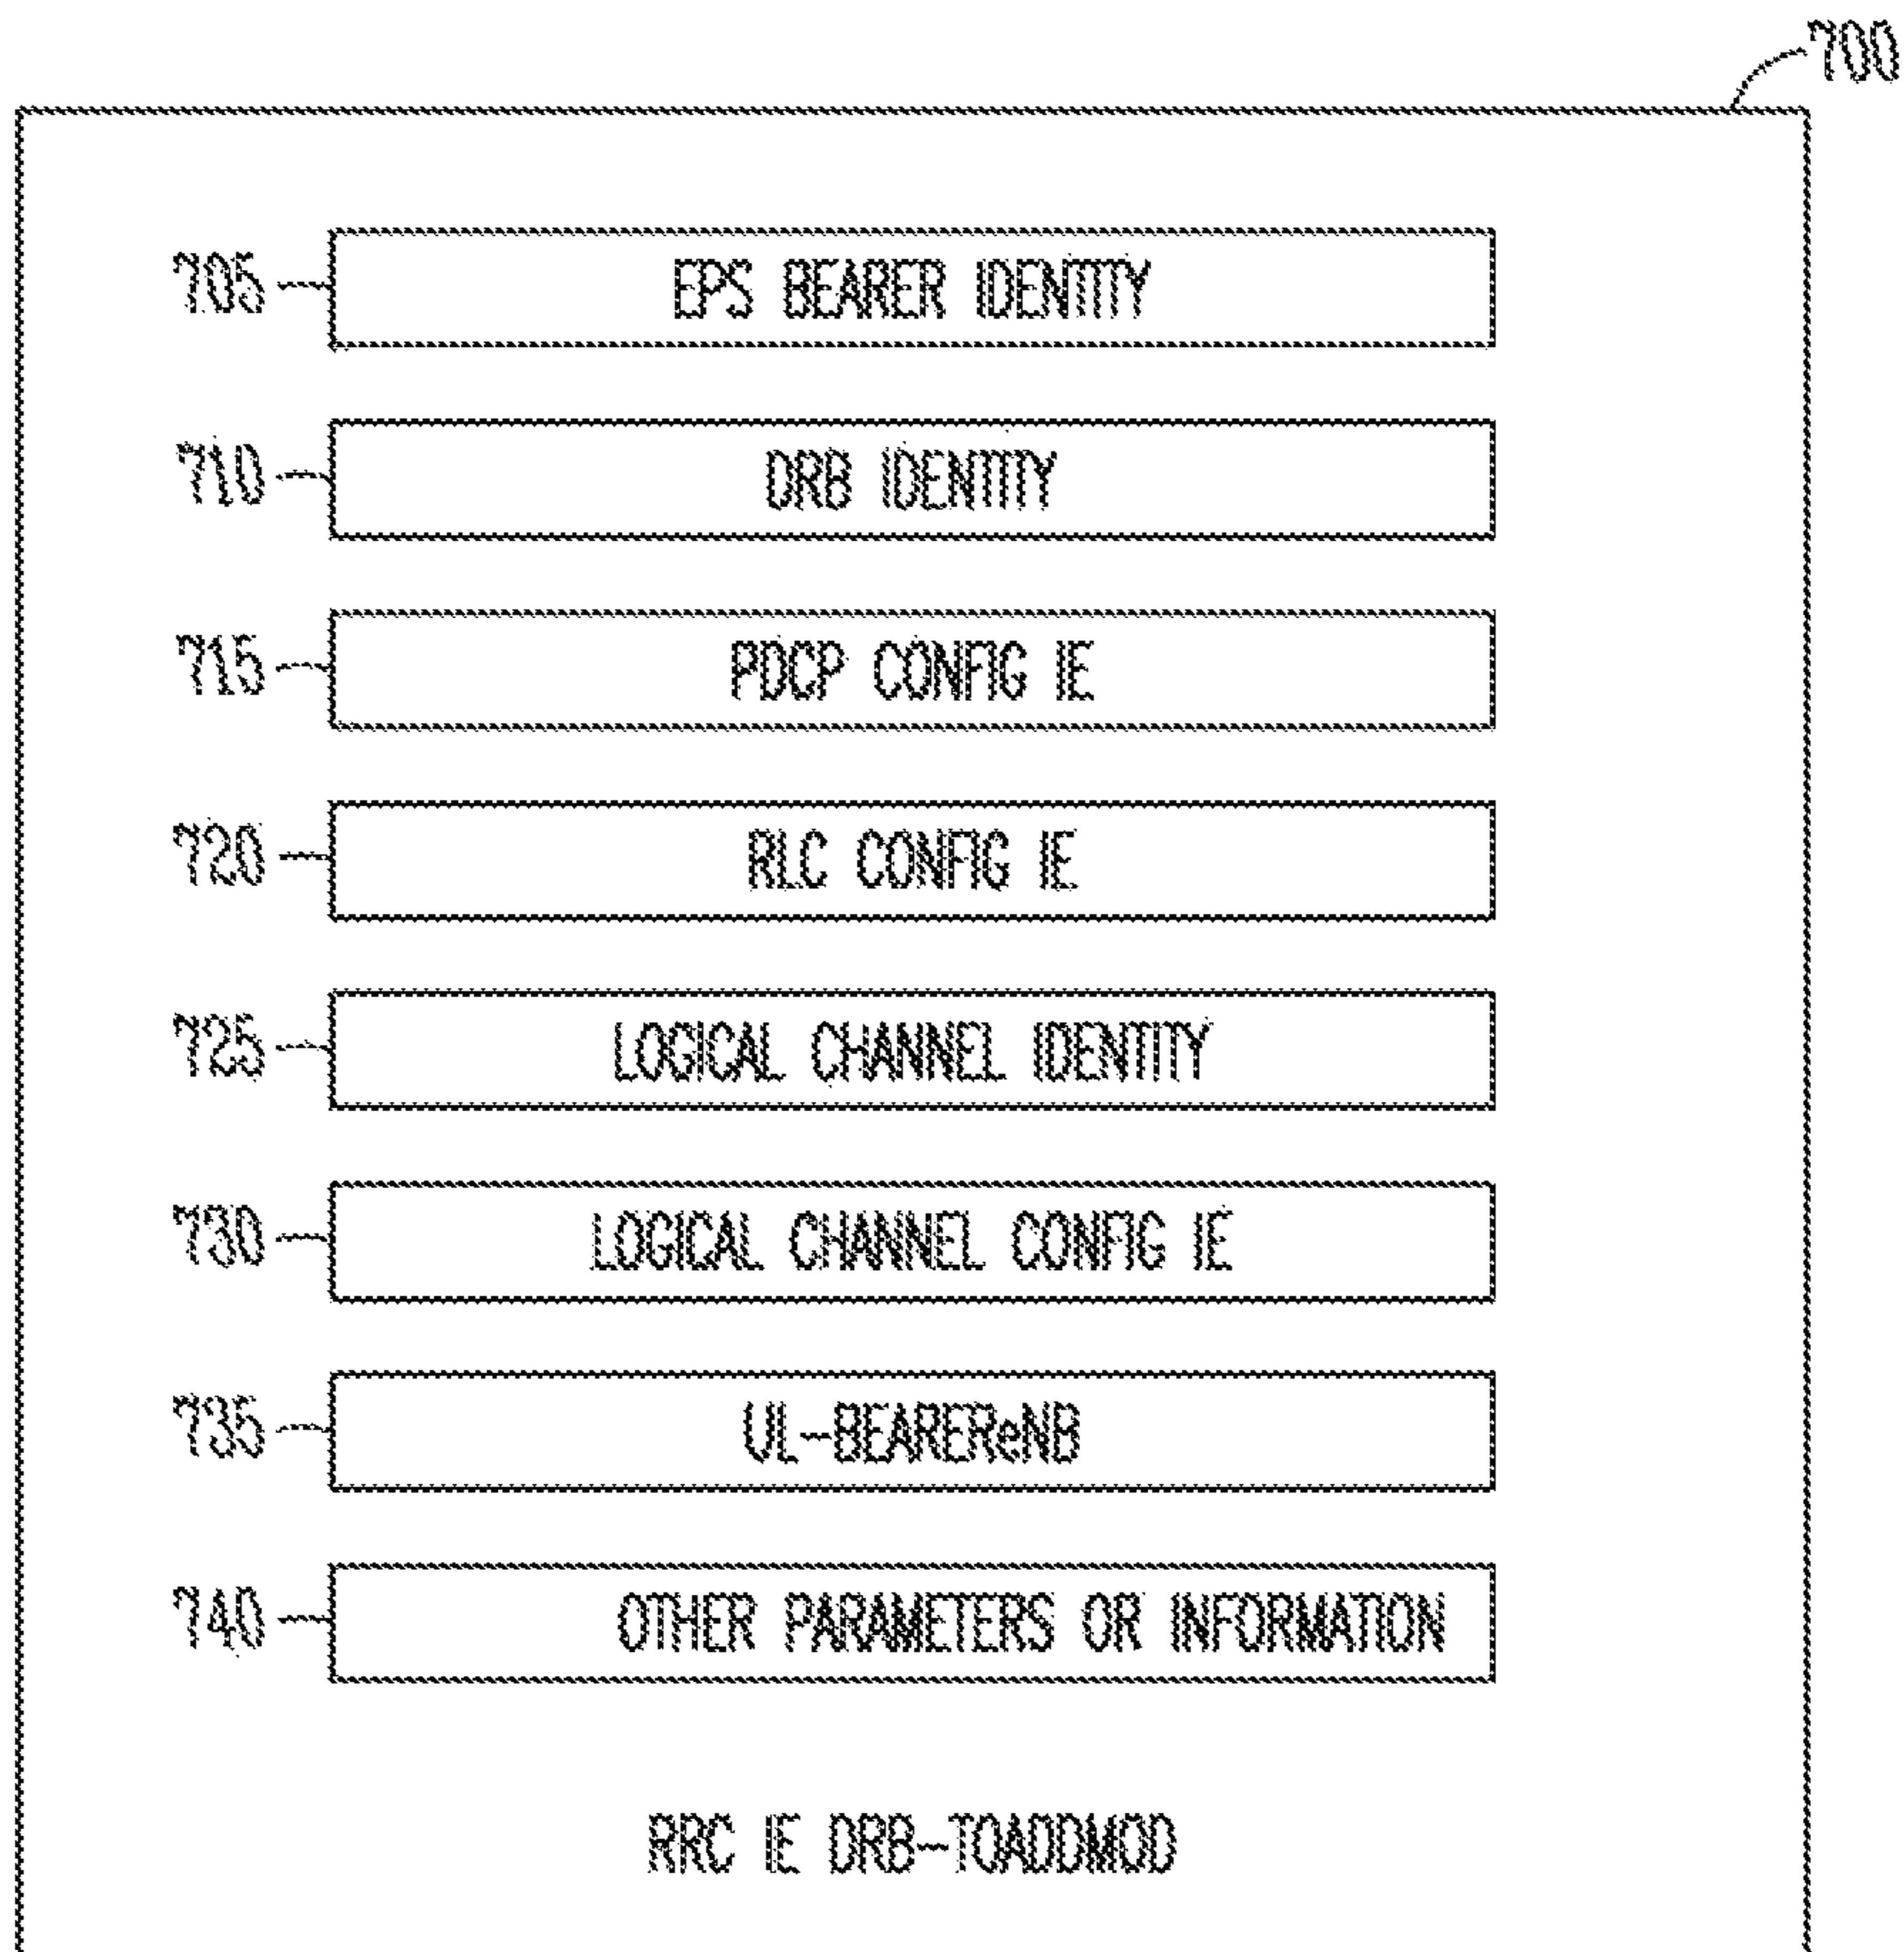 700
705 EPS BEARER IDENTITY
710 DRB IDENTITY
715 PDCP CONFIG IE
720 RLC CONFIG IE
725 LOGICAL CHANNEL IDENTITY
730 LOGICAL CHANNEL CONFIG IE
735 UL-BEAREReNB
740 OTHER PARAMETERS OR INFORMATION
RRC IE DRB-TOADDMOD